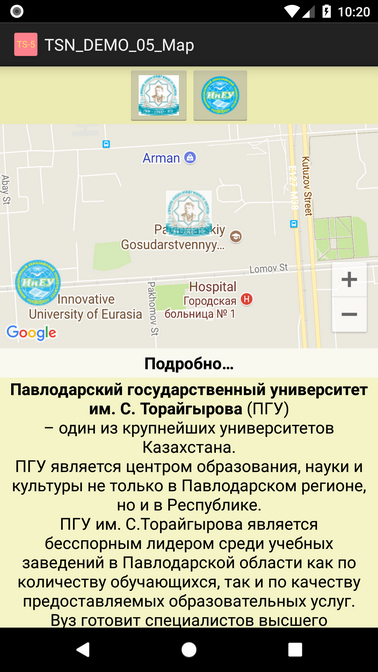 10:20
TS-5
TSN_DEMO_05_Map
ИнЕУ
Arman
Abay St
Kutuzov Street
Gosudarstvennyy...
Lomov St
ИнЕУ
Innovative
University of Eurasia
Pakhomov St
Hospital
Городская
больница № 1
+
−
Google
Подробно...
Павлодарский государственный университет
им. С. Торайгырова (ПГУ)
– один из крупнейших университетов
Казахстана.
ПГУ является центром образования, науки и
культуры не только в Павлодарском регионе,
но и в Республике.
ПГУ им. С.Торайгырова является
бесспорным лидером среди учебных
заведений в Павлодарской области как по
количеству обучающихся, так и по качеству
предоставляемых образовательных услуг.
Вуз готовит специалистов высшего